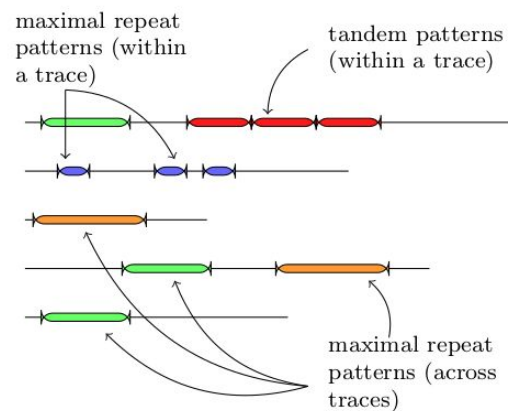 maximal repeat
patterns (within
a trace)
tandem patterns
(within a trace)
maximal repeat
patterns (across
traces)